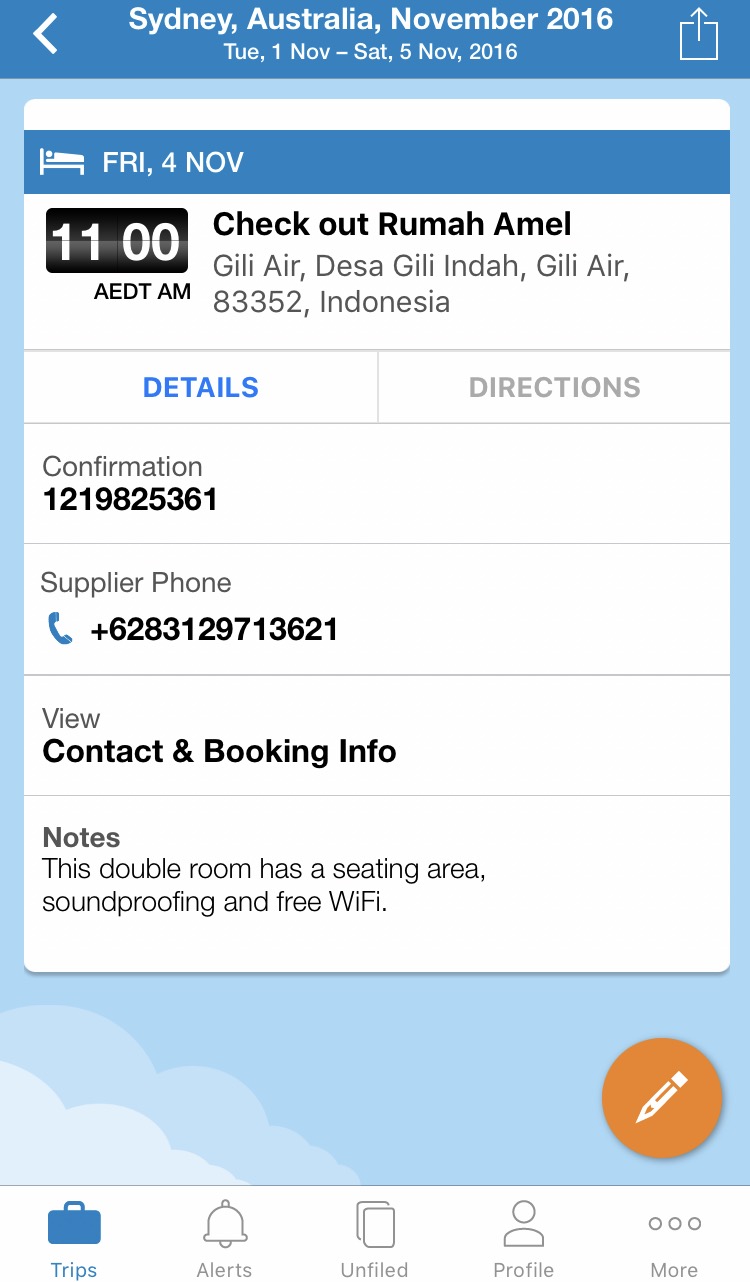 Sydney, Australia, November 2016
Tue, 1 Nov – Sat, 5 Nov, 2016
FRI, 4 NOV
11 00
AEDT AM
Check out Rumah Amel
Gili Air, Desa Gili Indah, Gili Air,
83352, Indonesia
DETAILS
DIRECTIONS
Confirmation
1219825361
Supplier Phone
+6283129713621
View
Contact & Booking Info
Notes
This double room has a seating area,
soundproofing and free WiFi.
Trips
Alerts
Unfiled
Profile
More